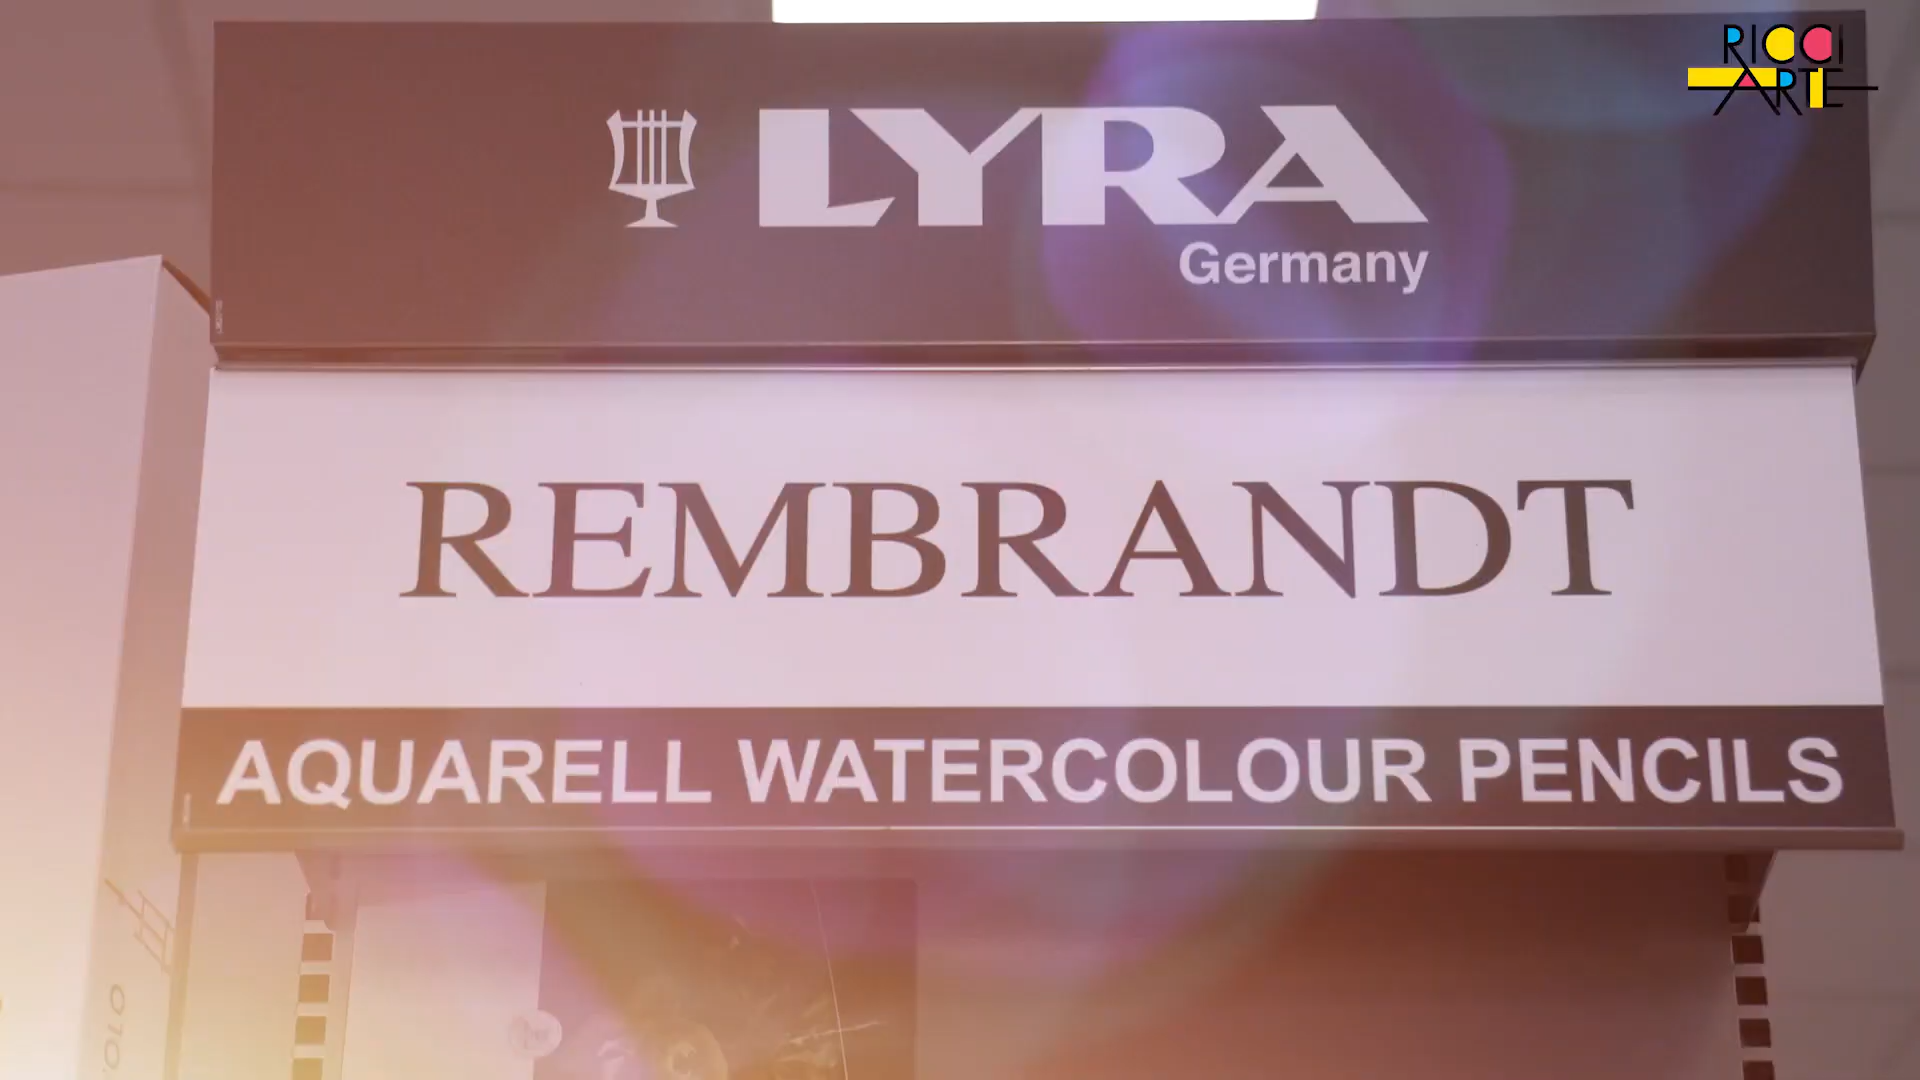 RICCI
ARTE
LYRA
Germany
REMBRANDT
AQUARELL WATERCOLOUR PENCILS